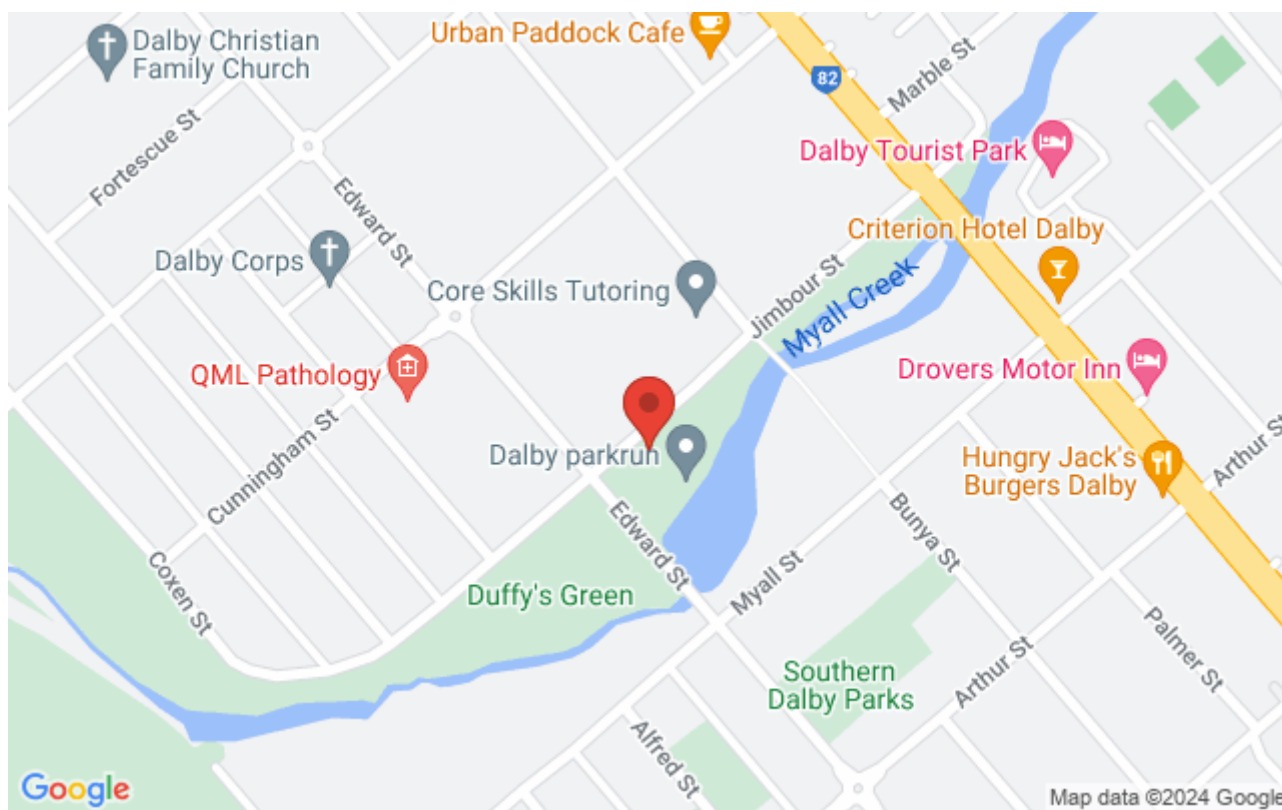 Dalby Christian
Family Church
Urban Paddock Cafe
82
Marble St
Fortescue St
Dalby Tourist Park
Edward St
Criterion Hotel Dalby
Dalby Corps
Core Skills Tutoring
Jimbour St
Myall Creek
QML Pathology
Drovers Motor Inn
Cunningham St
Dalby parkrun
Hungry Jack's
Burgers Dalby
Arthur St
Bunya St
Edward St
Coxen St
Duffy's Green
Myall St
Palmer St
Southern
Dalby Parks
Arthur St
Alfred St
Google
Map data ©2024 Google